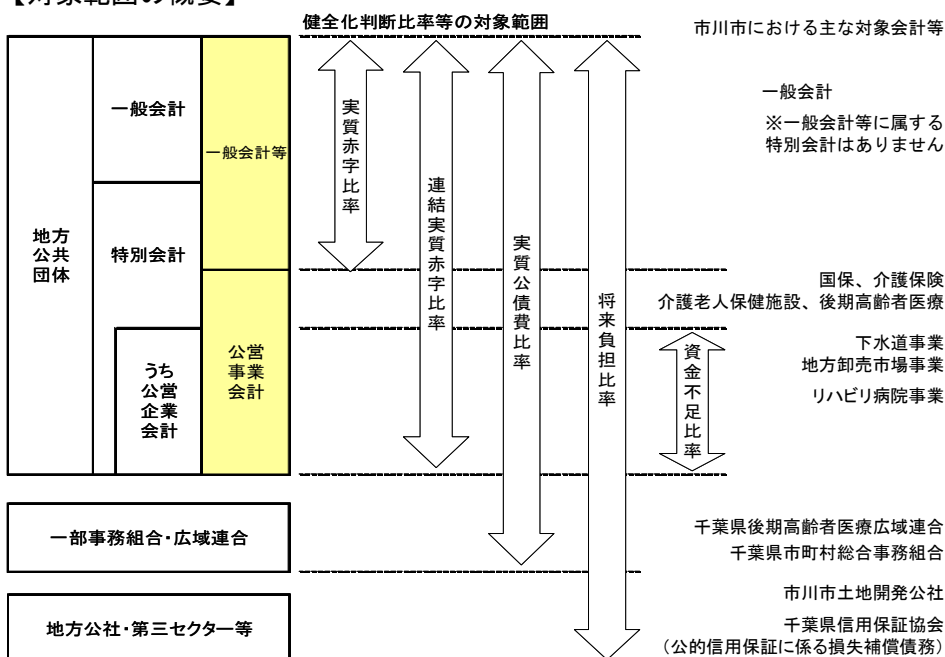 健全化判断比率等の対象範囲
市川市における主な対象会計等
地方
公共
団体
一般会計
特別会計
うち
公営
企業
会計
一般会計等
公営
事業
会計
実質赤字比率
連結実質赤字比率
実質公債費比率
将来負担比率
資金不足比率
一般会計
※一般会計等に属する
特別会計はありません
国保、介護保険
介護老人保健施設、後期高齢者医療
下水道事業
地方卸売市場事業
リハビリ病院事業
一部事務組合・広域連合
千葉県後期高齢者医療広域連合
千葉県市町村総合事務組合
地方公社・第三セクター等
市川市土地開発公社
千葉県信用保証協会
（公的信用保証に係る損失補償債務）